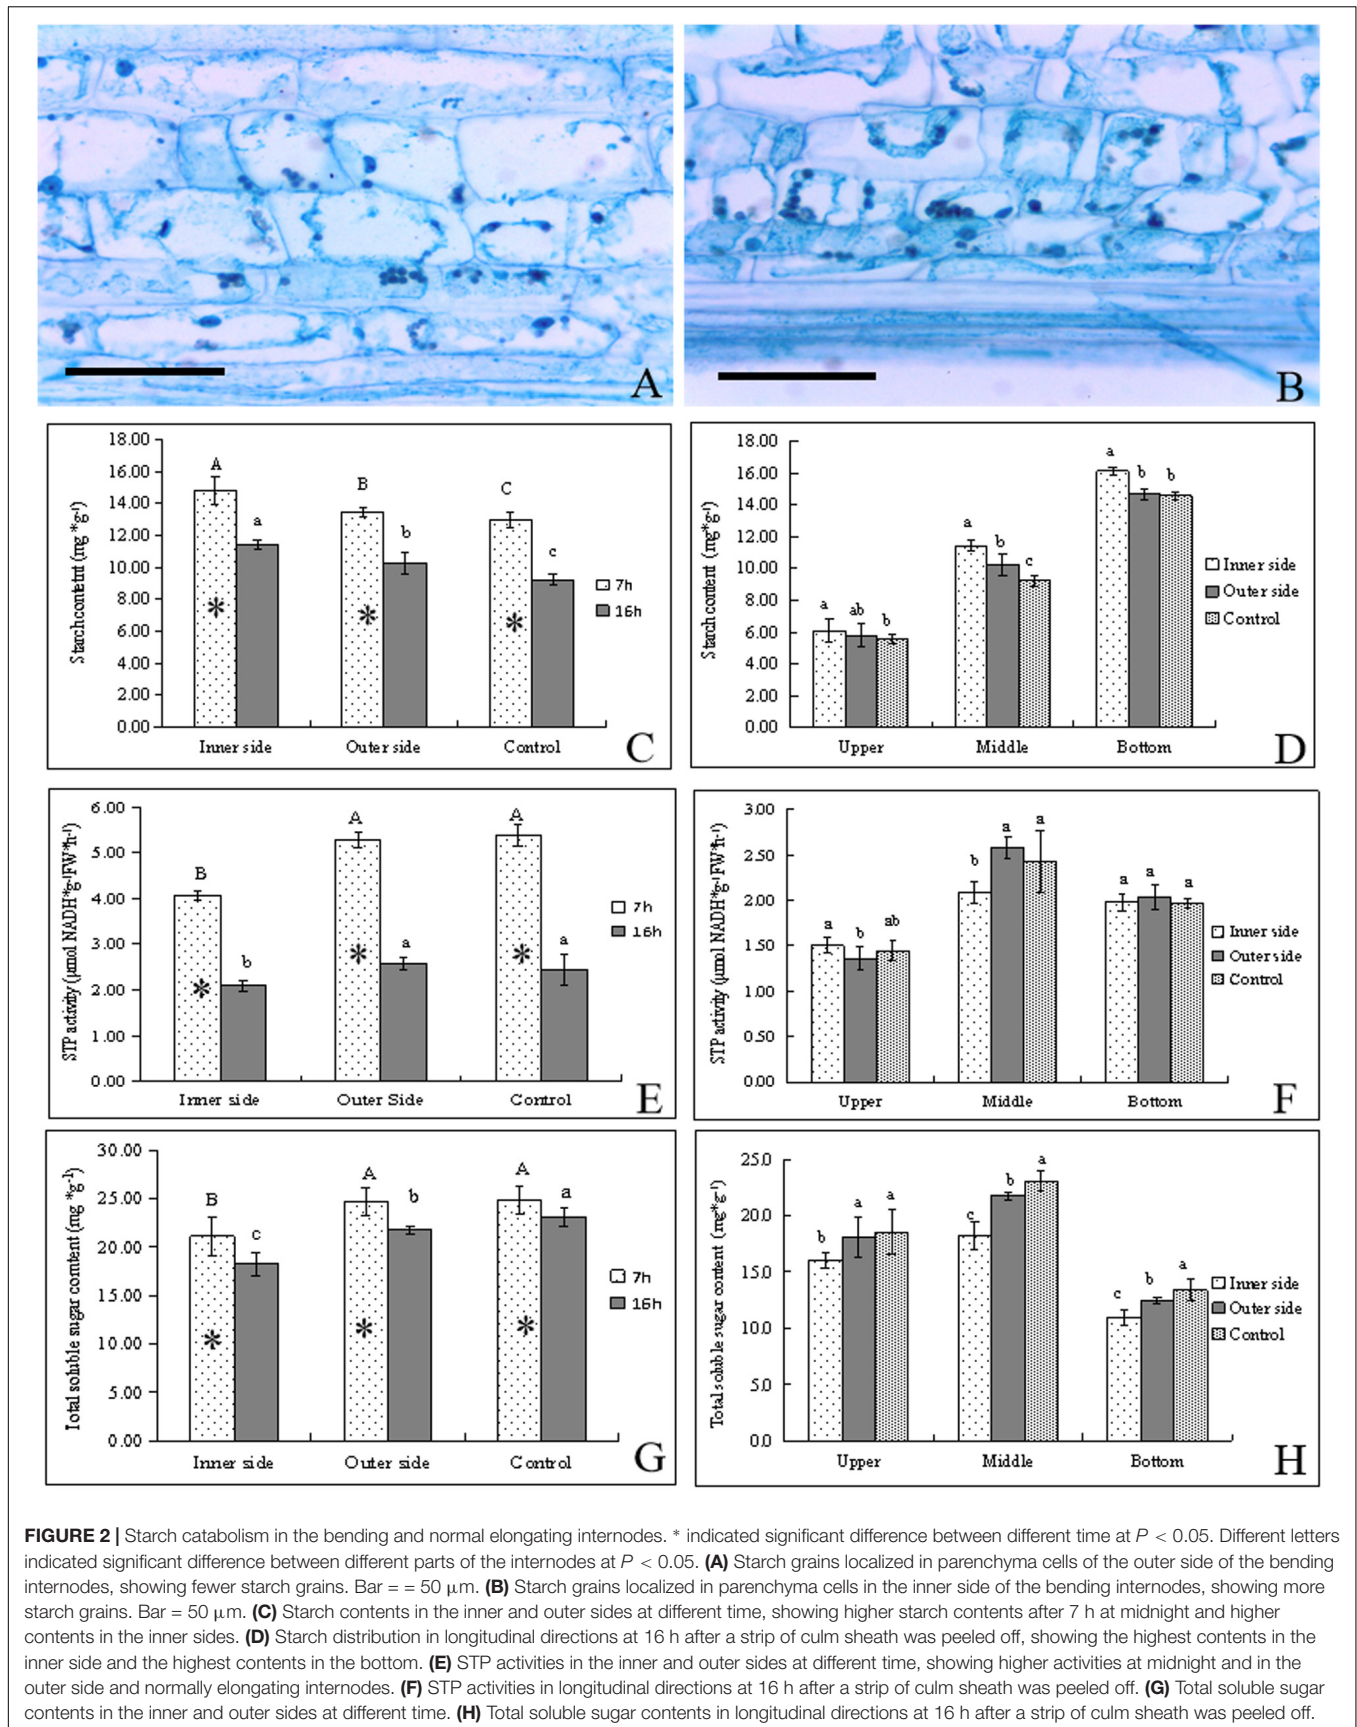 A
B
18.00
16.00
14.00
12.00
10.00
8.00
6.00
4.00
2.00
0.00
Starch contetnt (mg *g-1)
A
a
B
b
C
c
*
*
*
7h
16h
Inner side
Outer side
Control
C
18.00
16.00
14.00
12.00
10.00
8.00
6.00
4.00
2.00
0.00
Starch content (mg*g-1)
a
ab
b
a
b
c
a
b
b
Inner side
Outer side
Control
Upper
Middle
Bottom
D
6.00
5.00
4.00
3.00
2.00
1.00
0.00
STP activity (μmol NADH*g-1FW*h-1)
B
b
A
a
A
a
*
*
*
7h
16h
Inner side
Outer Side
Control
E
3.00
2.50
2.00
1.50
1.00
0.50
0.00
STP activity (μmol NADH*g-1FW*h-1)
a
b
ab
b
a
a
a
a
a
Inner side
Outer side
Control
Upper
Middle
Bottom
F
30.00
25.00
20.00
15.00
10.00
5.00
0.00
Total soluble sugar comtent (mg *g-1)
B
c
A
b
A
a
*
*
*
7h
16h
Inner side
Outer side
Control
G
25.0
20.0
15.0
10.0
5.0
0.0
Total soluble sugar content (mg*g-1)
b
a
a
c
b
a
c
b
a
Inner side
Outer side
Control
Upper
Middle
Bottom
H
FIGURE 2 | Starch catabolism in the bending and normal elongating internodes. * indicated significant difference between different time at P < 0.05. Different letters
indicated significant difference between different parts of the internodes at P < 0.05. (A) Starch grains localized in parenchyma cells of the outer side of the bending
internodes, showing fewer starch grains. Bar = = 50 μm. (B) Starch grains localized in parenchyma cells in the inner side of the bending internodes, showing more
starch grains. Bar = 50 μm. (C) Starch contents in the inner and outer sides at different time, showing higher starch contents after 7 h at midnight and higher
contents in the inner sides. (D) Starch distribution in longitudinal directions at 16 h after a strip of culm sheath was peeled off, showing the highest contents in the
inner side and the highest contents in the bottom. (E) STP activities in the inner and outer sides at different time, showing higher activities at midnight and in the
outer side and normally elongating internodes. (F) STP activities in longitudinal directions at 16 h after a strip of culm sheath was peeled off. (G) Total soluble sugar
contents in the inner and outer sides at different time. (H) Total soluble sugar contents in longitudinal directions at 16 h after a strip of culm sheath was peeled off.